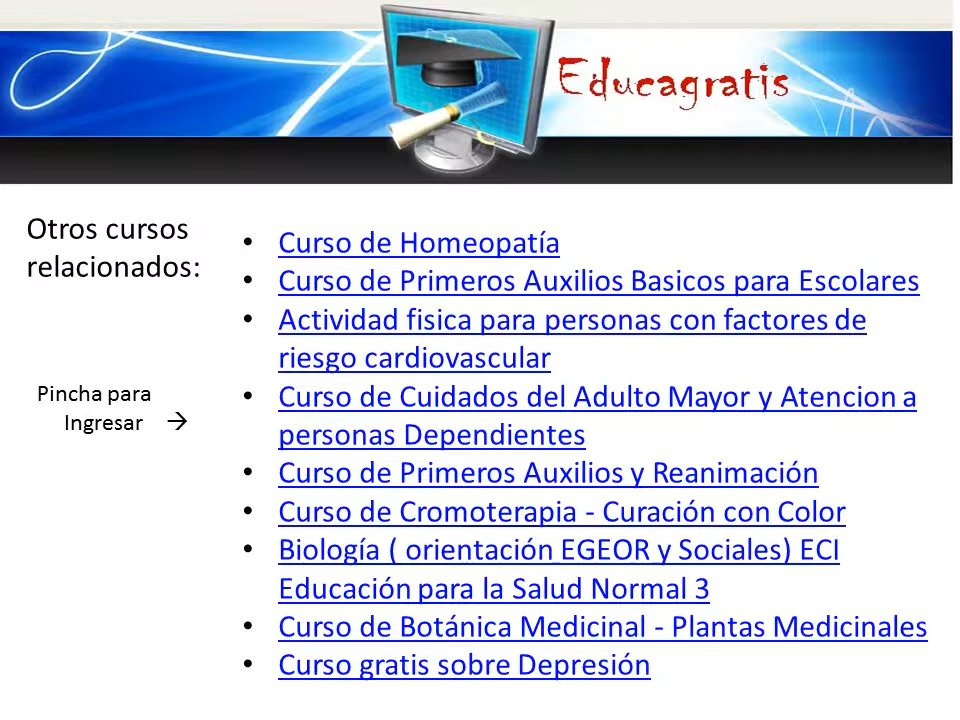 Educagratis
Otros cursos
relacionados:
Pincha para
Ingresar →
• Curso de Homeopatía
• Curso de Primeros Auxilios Basicos para Escolares
• Actividad fisica para personas con factores de
riesgo cardiovascular
• Curso de Cuidados del Adulto Mayor y Atencion a
personas Dependientes
• Curso de Primeros Auxilios y Reanimación
• Curso de Cromoterapia - Curación con Color
• Biología ( orientación EGEOR y Sociales) ECI
Educación para la Salud Normal 3
• Curso de Botánica Medicinal - Plantas Medicinales
• Curso gratis sobre Depresión